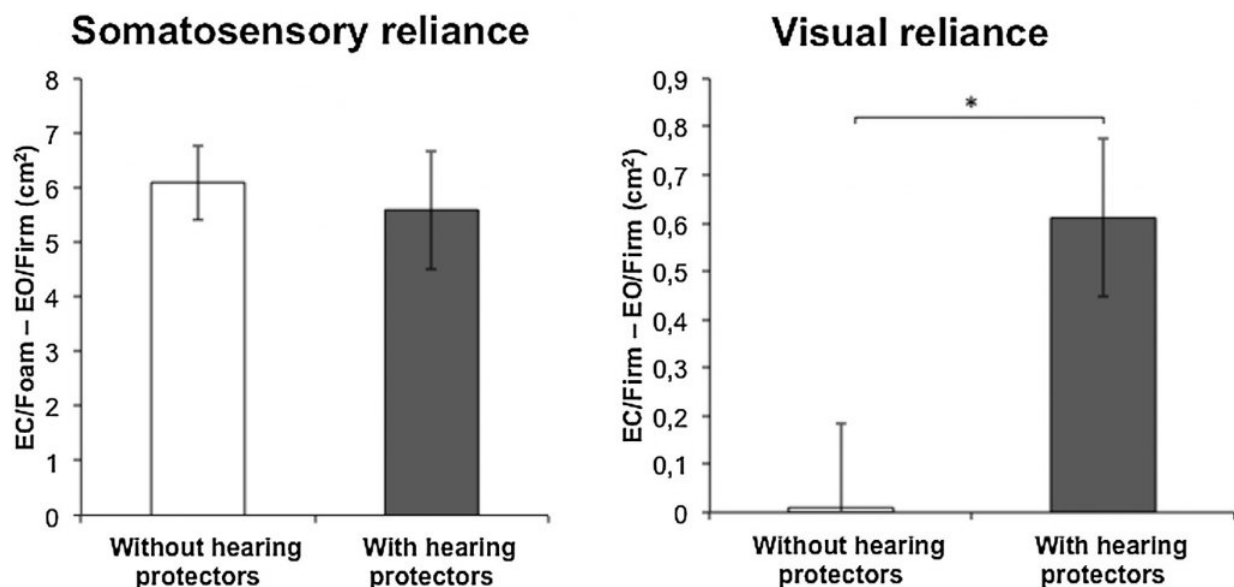 Somatosensory reliance
EC/Foam – EO/Firm (cm²)
8
7
6
5
4
3
2
1
0
Without hearing
protectors
With hearing
protectors
Visual reliance
EC/Firm – EO/Firm (cm²)
0,9
0,8
0,7
0,6
0,5
0,4
0,3
0,2
0,1
0
*
Without hearing
protectors
With hearing
protectors